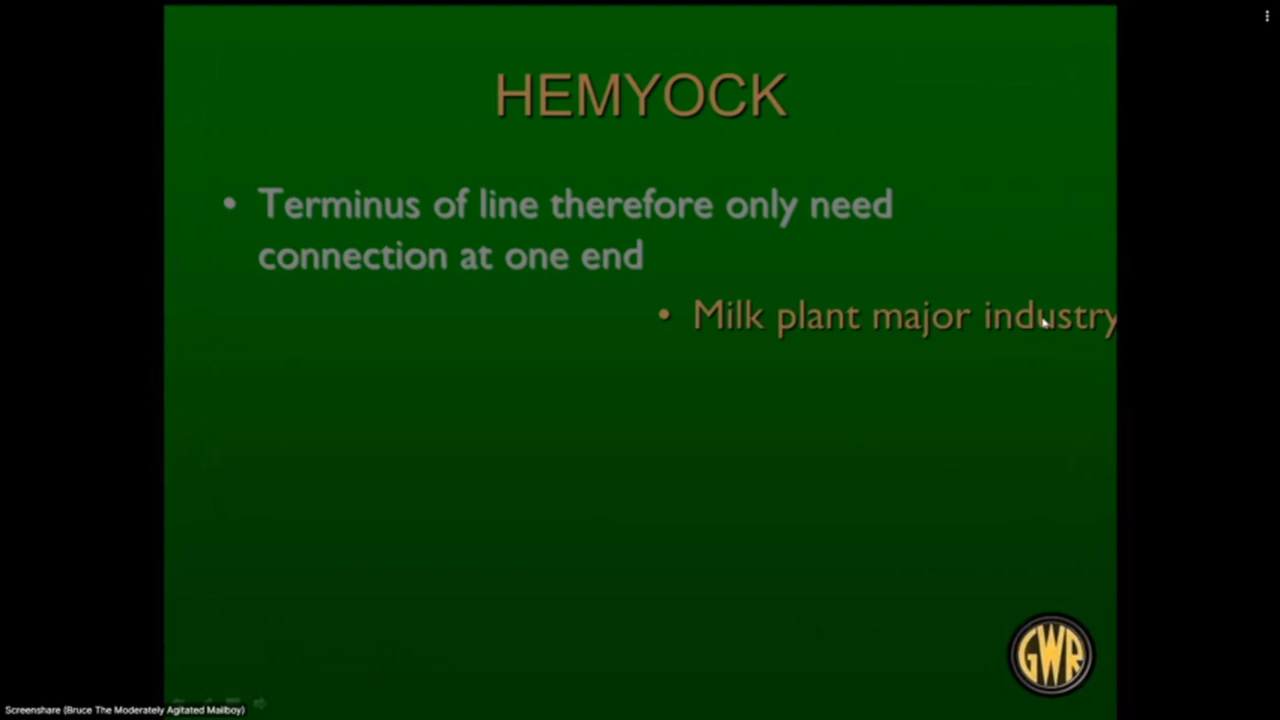 HEMYOCK
• Terminus of line therefore only need
connection at one end
• Milk plant major industry
GWR
Screenshare (Bruce The Moderately Agitated Mailboy)